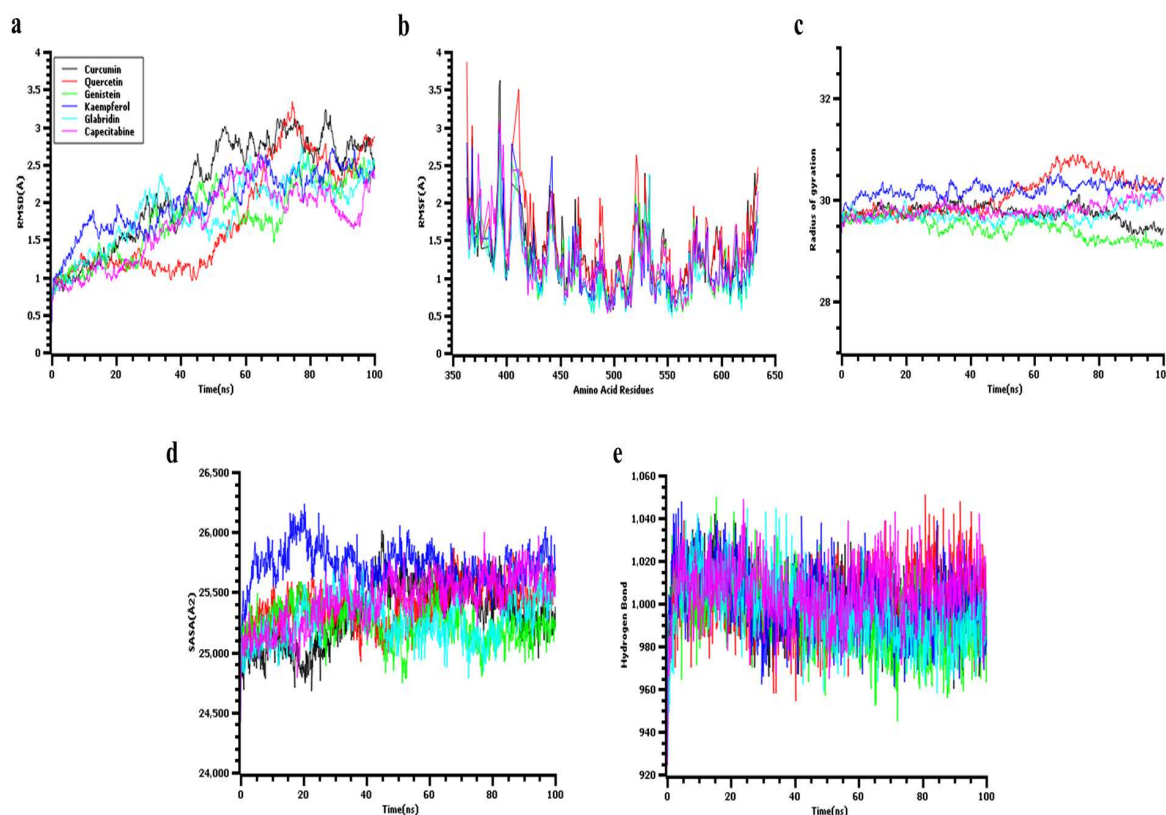 a
4
3.5
3
2.5
2
1.5
1
0.5
0
RMSD(Å)
Curcumin
Quercetin
Genistein
Kaempferol
Glabridin
Capecitabine
0 20 40 60 80 100
Time(ns)
b
4
3.5
3
2.5
2
1.5
1
0.5
0
RMSF(Å)
350 400 450 500 550 600 650
Amino Acid Residues
c
32
30
28
Radius of gyration
0 20 40 60 80 100
Time(ns)
d
26,500
26,000
25,500
25,000
24,500
24,000
SASA(Å2)
0 20 40 60 80 100
Time(ns)
e
1,060
1,040
1,020
1,000
980
960
940
920
Hydrogen Bond
0 20 40 60 80 100
Time(ns)